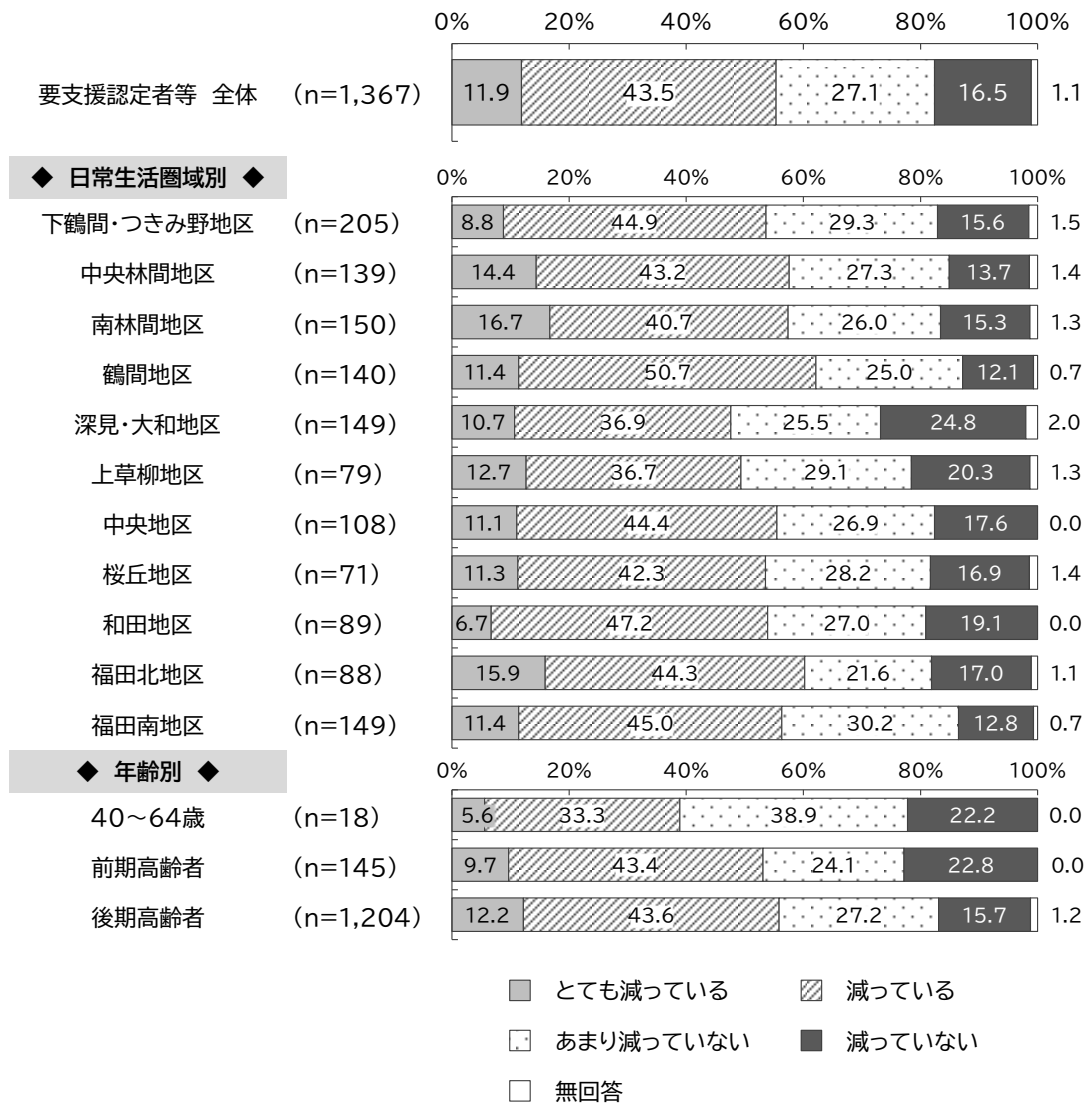 0% 20% 40% 60% 80% 100%
要支援認定者等 全体 (n=1,367) 11.9 43.5 27.1 16.5 1.1
◆ 日常生活圏域別 ◆ 0% 20% 40% 60% 80% 100%
下鶴間・つきみ野地区 (n=205) 8.8 44.9 29.3 15.6 1.5
中央林間地区 (n=139) 14.4 43.2 27.3 13.7 1.4
南林間地区 (n=150) 16.7 40.7 26.0 15.3 1.3
鶴間地区 (n=140) 11.4 50.7 25.0 12.1 0.7
深見・大和地区 (n=149) 10.7 36.9 25.5 24.8 2.0
上草柳地区 (n=79) 12.7 36.7 29.1 20.3 1.3
中央地区 (n=108) 11.1 44.4 26.9 17.6 0.0
桜丘地区 (n=71) 11.3 42.3 28.2 16.9 1.4
和田地区 (n=89) 6.7 47.2 27.0 19.1 0.0
福田北地区 (n=88) 15.9 44.3 21.6 17.0 1.1
福田南地区 (n=149) 11.4 45.0 30.2 12.8 0.7
◆ 年齢別 ◆ 0% 20% 40% 60% 80% 100%
40～64歳 (n=18) 5.6 33.3 38.9 22.2 0.0
前期高齢者 (n=145) 9.7 43.4 24.1 22.8 0.0
後期高齢者 (n=1,204) 12.2 43.6 27.2 15.7 1.2
とても減っている 減っている
あまり減っていない 減っていない
無回答